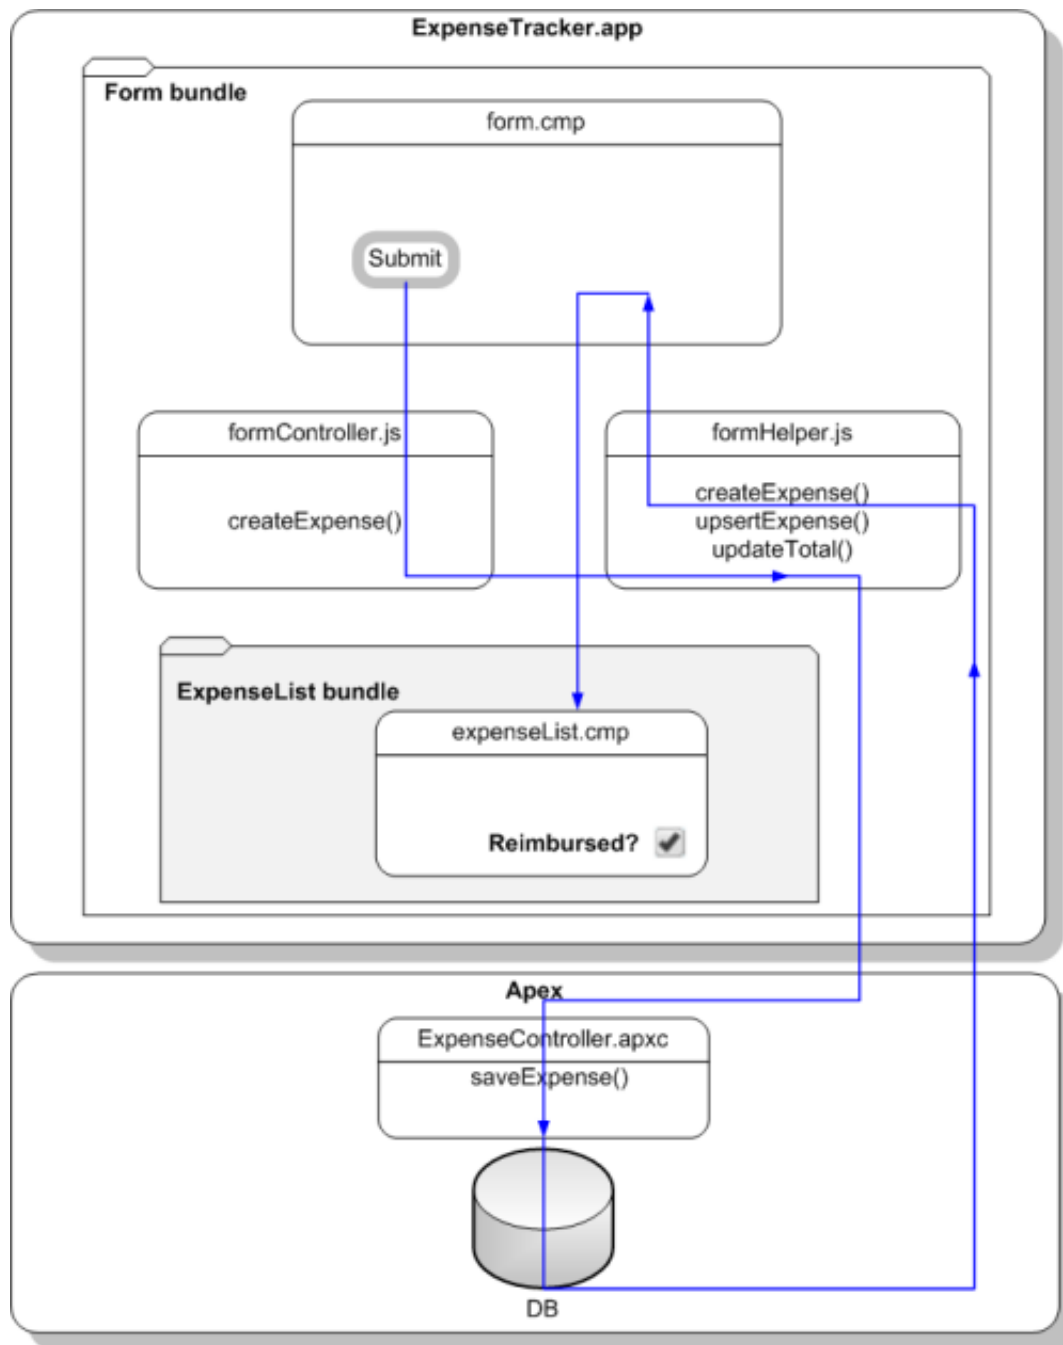 ExpenseTracker.app
Form bundle
form.cmp
Submit
formController.js
createExpense()
formHelper.js
createExpense()
upsertExpense()
updateTotal()
ExpenseList bundle
expenseList.cmp
Reimbursed?
Apex
ExpenseController.apxc
saveExpense()
DB